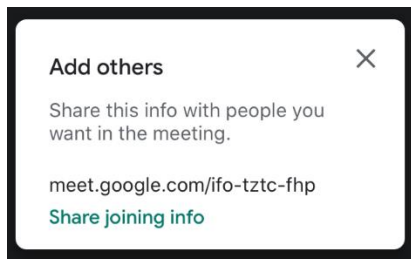 Add others
Share this info with people you
want in the meeting.
meet.google.com/ifo-tztc-fhp
Share joining info